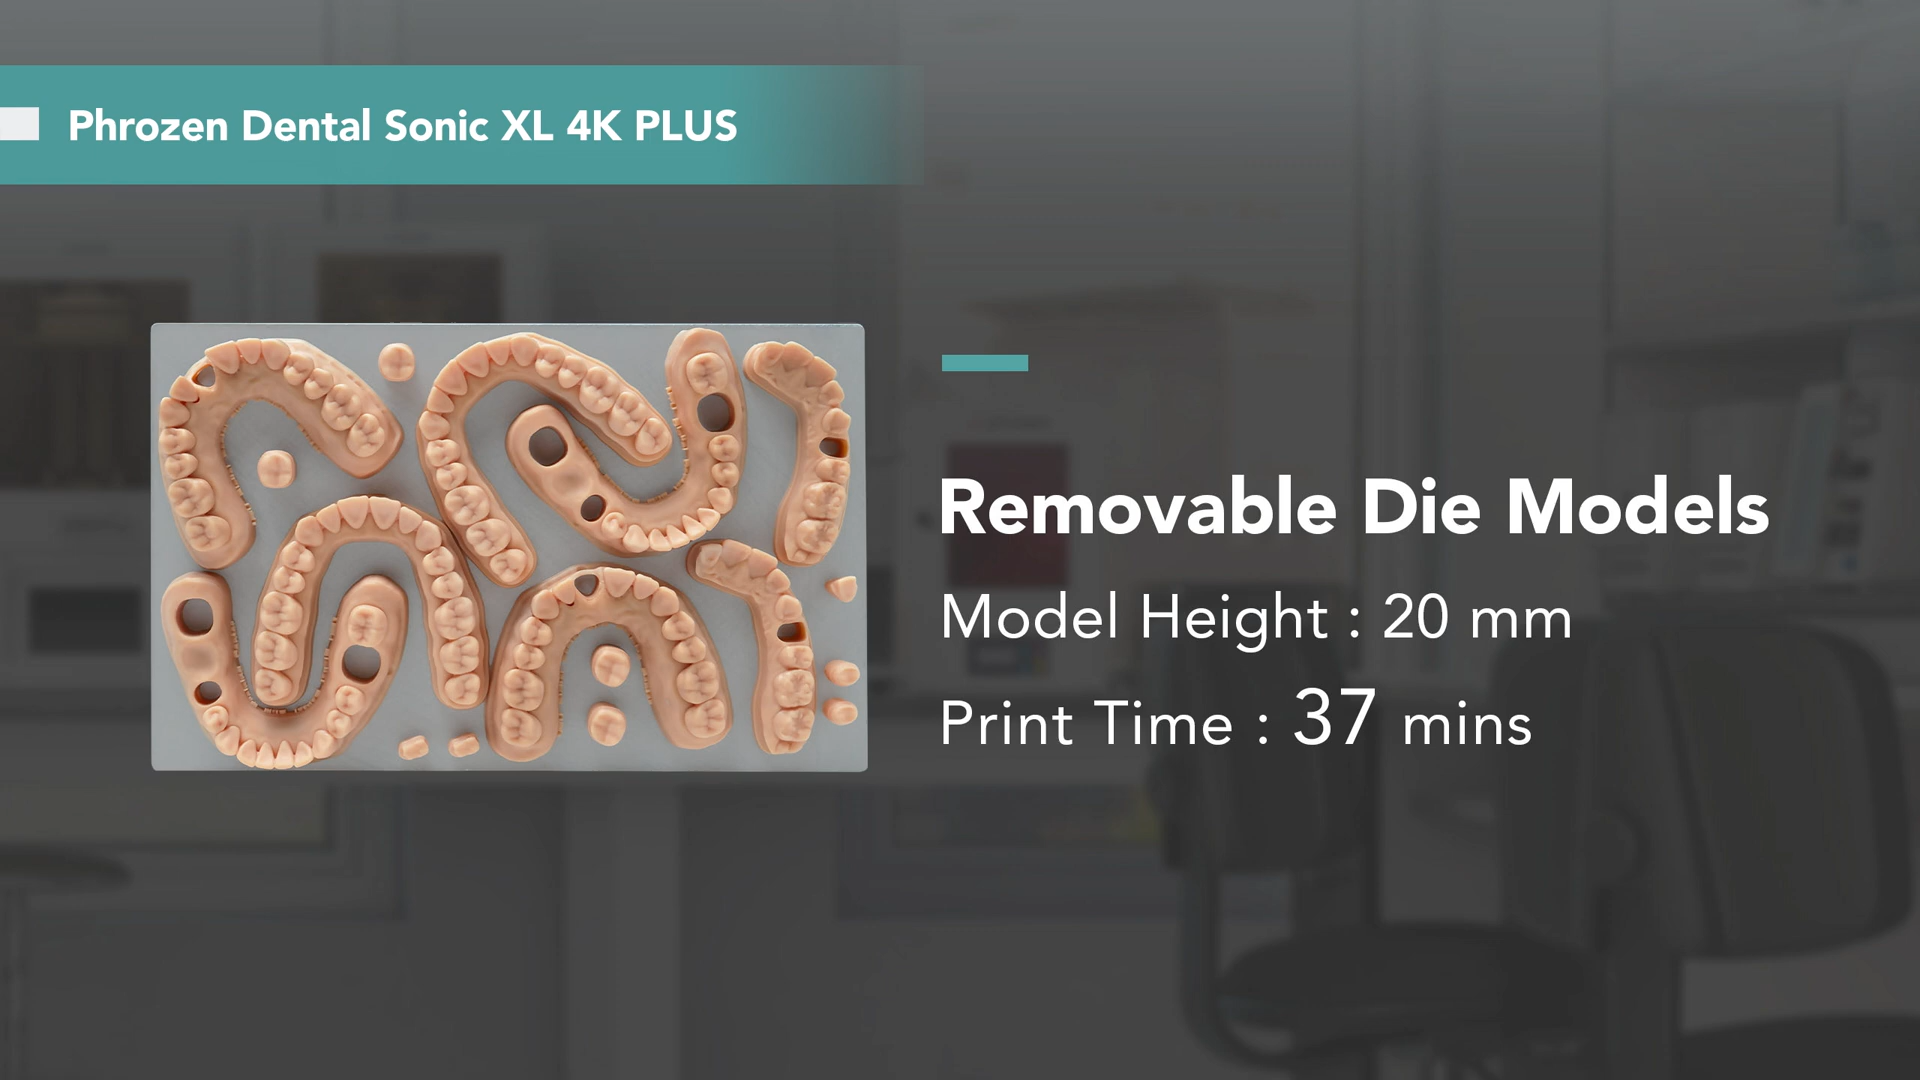 Phrozen Dental Sonic XL 4K PLUS
Removable Die Models
Model Height : 20 mm
Print Time : 37 mins